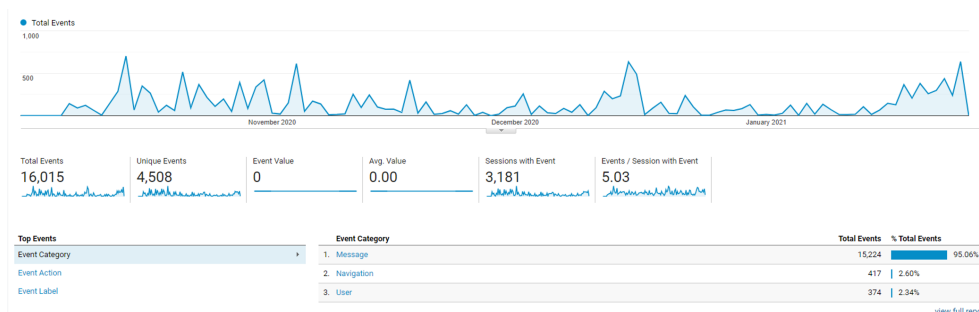 Total Events
1,000
500
November 2020 December 2020 January 2021
Total Events Unique Events Event Value Avg. Value Sessions with Event Events / Session with Event
16,015 4,508 0 0.00 3,181 5.03
Top Events Event Category Total Events % Total Events
Event Category 1. Message 15,224 95.06%
Event Action 2. Navigation 417 2.60%
Event Label 3. User 374 2.34%
view full repo